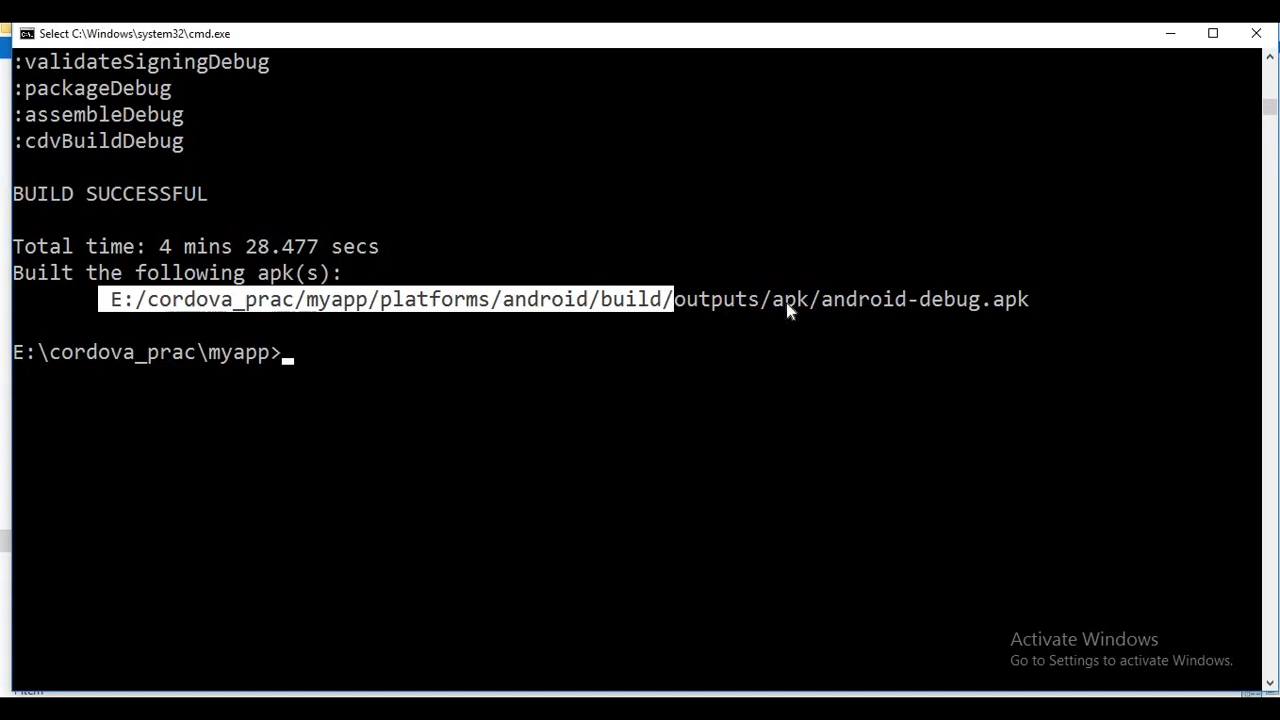 Select C:\Windows\system32\cmd.exe
:validateSigningDebug
:packageDebug
:assembleDebug
:cdvBuildDebug
BUILD SUCCESSFUL
Total time: 4 mins 28.477 secs
Built the following apk(s):
E:/cordova_prac/myapp/platforms/android/build/outputs/apk/android-debug.apk
E:\cordova_prac\myapp>
Activate Windows
Go to Settings to activate Windows.